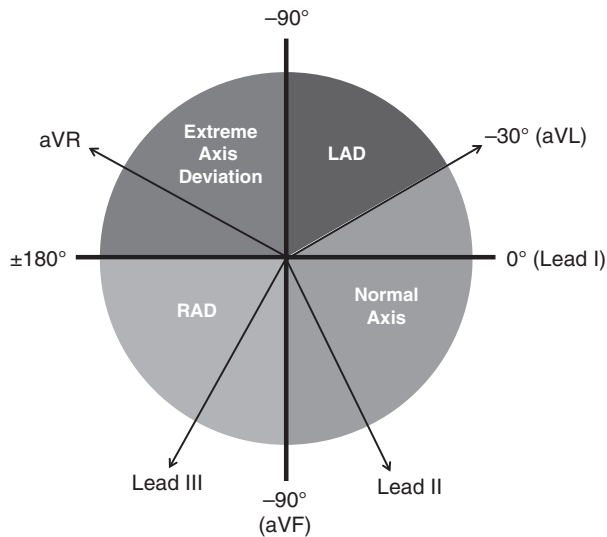 –90°
Extreme
Axis
Deviation
LAD
aVR
–30° (aVL)
±180°
0° (Lead I)
RAD
Normal
Axis
Lead III
Lead II
–90°
(aVF)